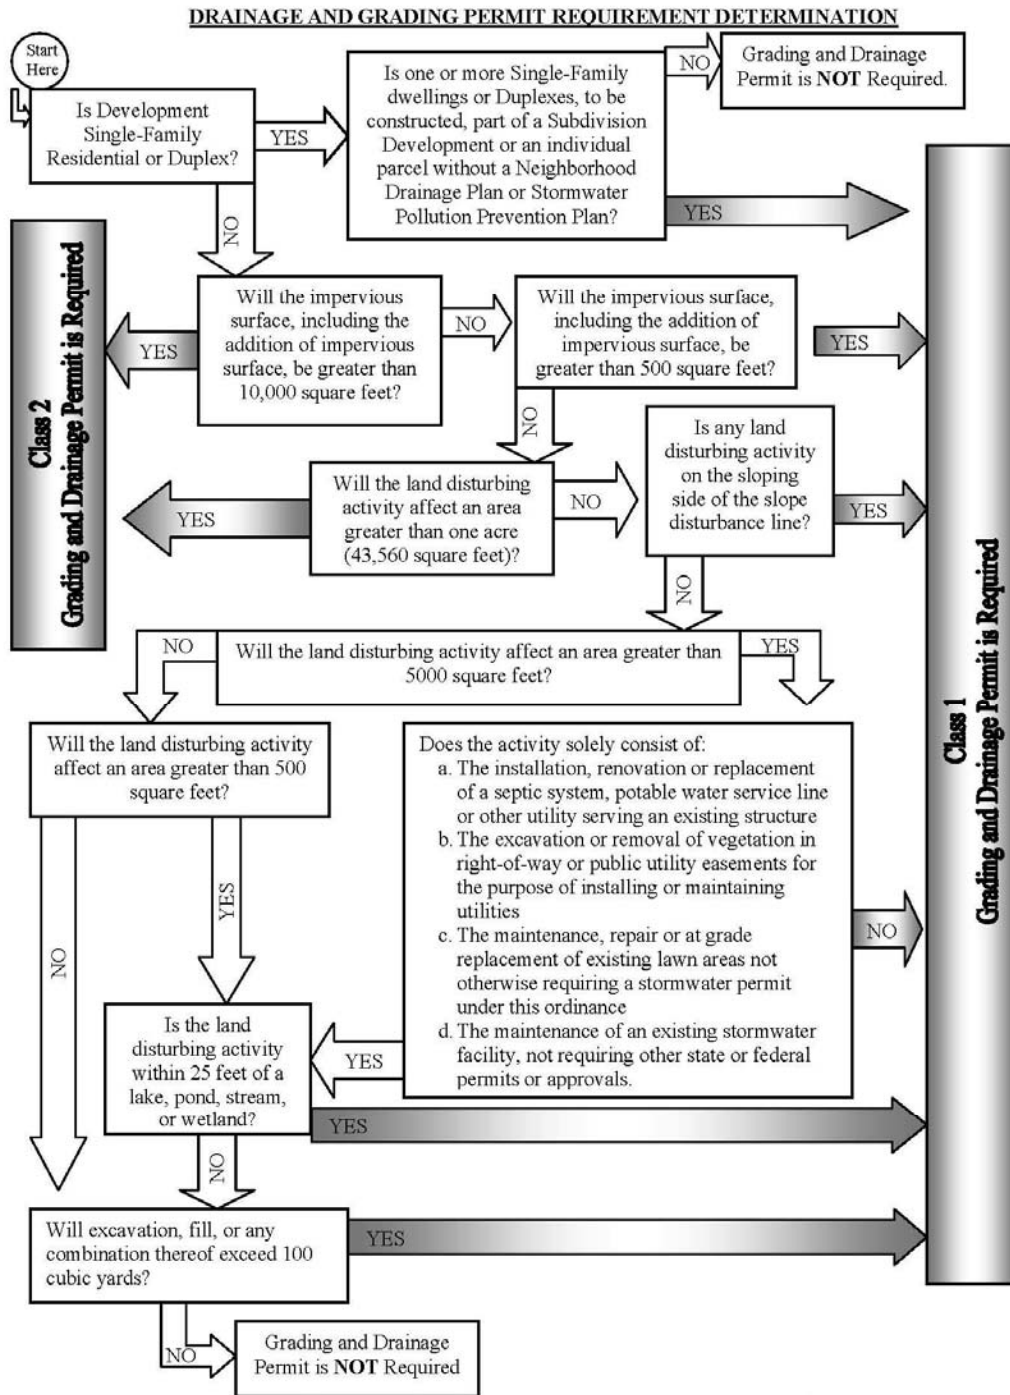 DRAINAGE AND GRADING PERMIT REQUIREMENT DETERMINATION
Start
Here
Is Development
Single-Family
Residential or Duplex?
YES
Is one or more Single-Family
dwellings or Duplexes, to be
constructed, part of a Subdivision
Development or an individual
parcel without a Neighborhood
Drainage Plan or Stormwater
Pollution Prevention Plan?
NO
Grading and Drainage
Permit is NOT Required.
YES
NO
Class 2
Grading and Drainage Permit is Required
YES
Will the impervious
surface, including the
addition of impervious
surface, be greater than
10,000 square feet?
NO
Will the impervious surface,
including the addition of
impervious surface, be
greater than 500 square feet?
YES
NO
Is any land
disturbing activity
on the sloping
side of the slope
disturbance line?
YES
Will the land disturbing
activity affect an area
greater than one acre
(43,560 square feet)?
NO
YES
NO
Will the land disturbing activity affect an area greater than
5000 square feet?
NO
YES
Will the land disturbing activity
affect an area greater than 500
square feet?
Does the activity solely consist of:
a. The installation, renovation or replacement
of a septic system, potable water service line
or other utility serving an existing structure
b. The excavation or removal of vegetation in
right-of-way or public utility easements for
the purpose of installing or maintaining
utilities
c. The maintenance, repair or at grade
replacement of existing lawn areas not
otherwise requiring a stormwater permit
under this ordinance
d. The maintenance of an existing stormwater
facility, not requiring other state or federal
permits or approvals.
NO
Class 1
Grading and Drainage Permit is Required
YES
NO
Is the land
disturbing activity
within 25 feet of a
lake, pond, stream,
or wetland?
YES
YES
NO
Will excavation, fill, or any
combination thereof exceed 100
cubic yards?
YES
NO
Grading and Drainage
Permit is NOT Required